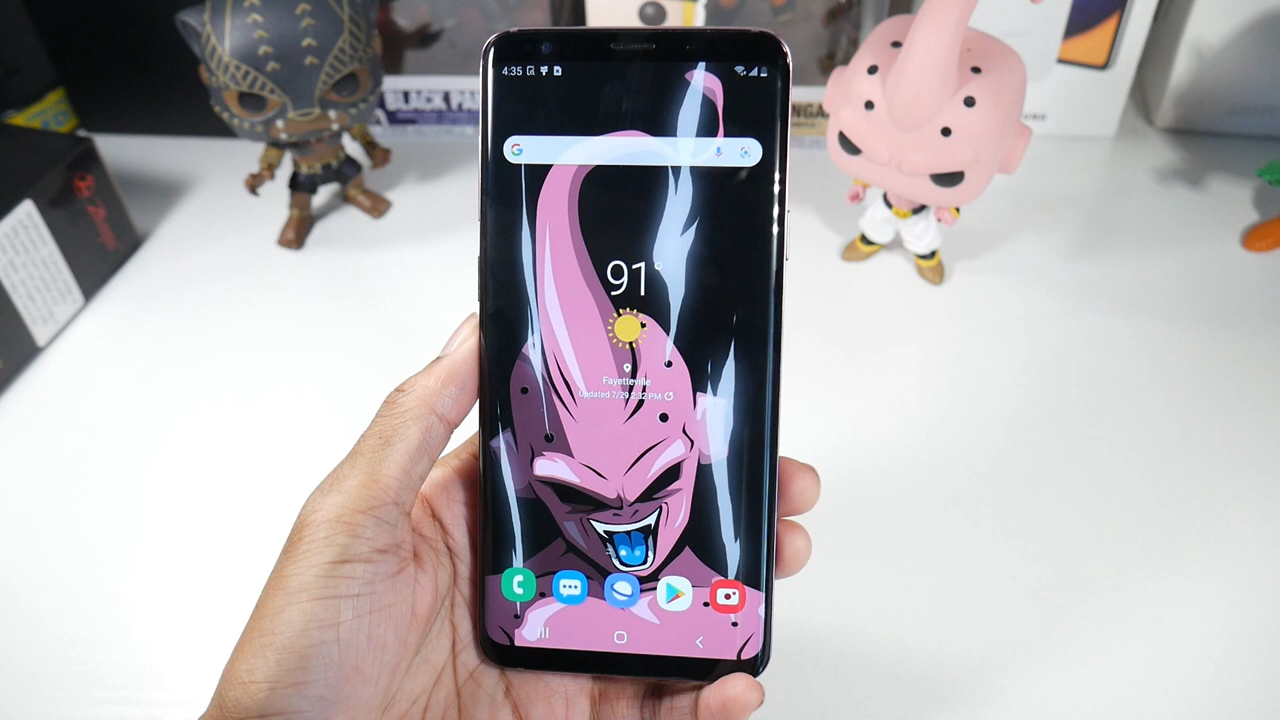 BLACK PA
NGA
4:35
G
91°
Fayetteville
Updated 7/29 2:32 PM